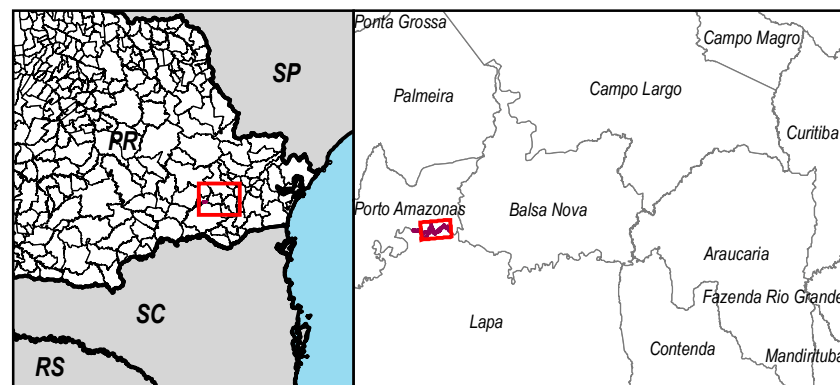 SP
PR
SC
RS
Ponta Grossa
Campo Magro
Palmeira
Campo Largo
Curitiba
Porto Amazonas
Balsa Nova
Araucaria
Fazenda Rio Grande
Lapa
Contenda
Mandirituba